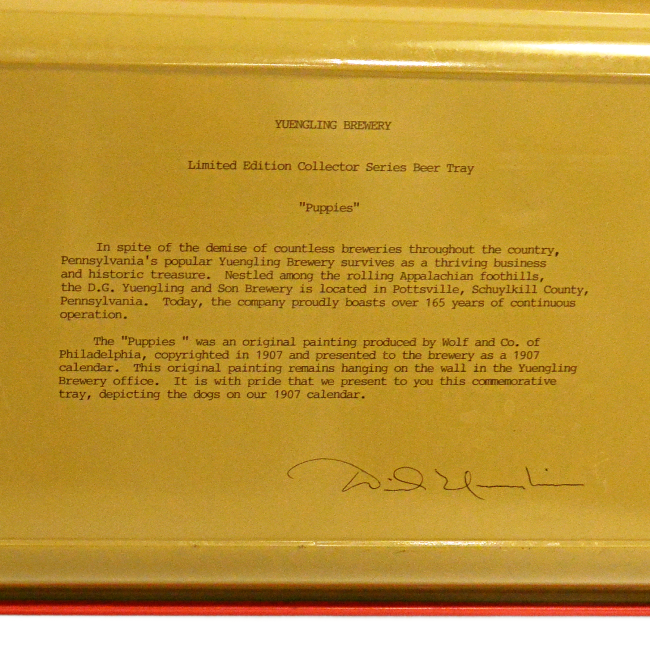 YUENGLING BREWERY
Limited Edition Collector Series Beer Tray
"Puppies"
In spite of the demise of countless breweries throughout the country,
Pennsylvania's popular Yuengling Brewery survives as a thriving business
and historic treasure. Nestled among the rolling Appalachian foothills,
the D.G. Yuengling and Son Brewery is located in Pottsville, Schuylkill County,
Pennsylvania. Today, the company proudly boasts over 165 years of continuous
operation.
The "Puppies " was an original painting produced by Wolf and Co. of
Philadelphia, copyrighted in 1907 and presented to the brewery as a 1907
calendar. This original painting remains hanging on the wall in the Yuengling
Brewery office. It is with pride that we present to you this commemorative
tray, depicting the dogs on our 1907 calendar.